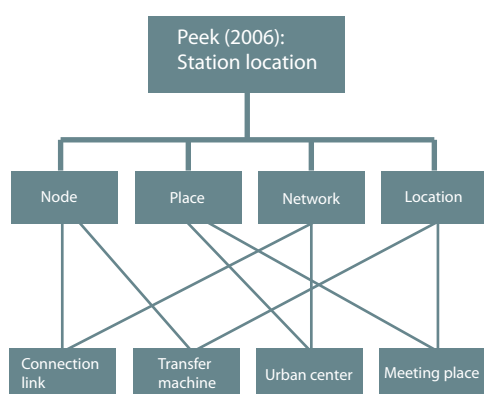 Peek (2006):
Station location
Node
Place
Network
Location
Connection
link
Transfer
machine
Urban center
Meeting place